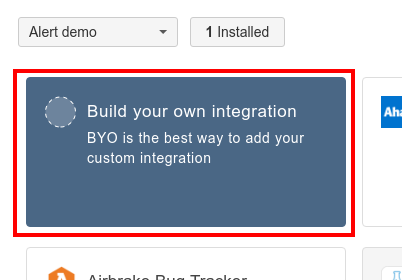 Alert demo
1 Installed
Build your own integration
BYO is the best way to add your
custom integration
Aha
Airbrake Bug Tracker